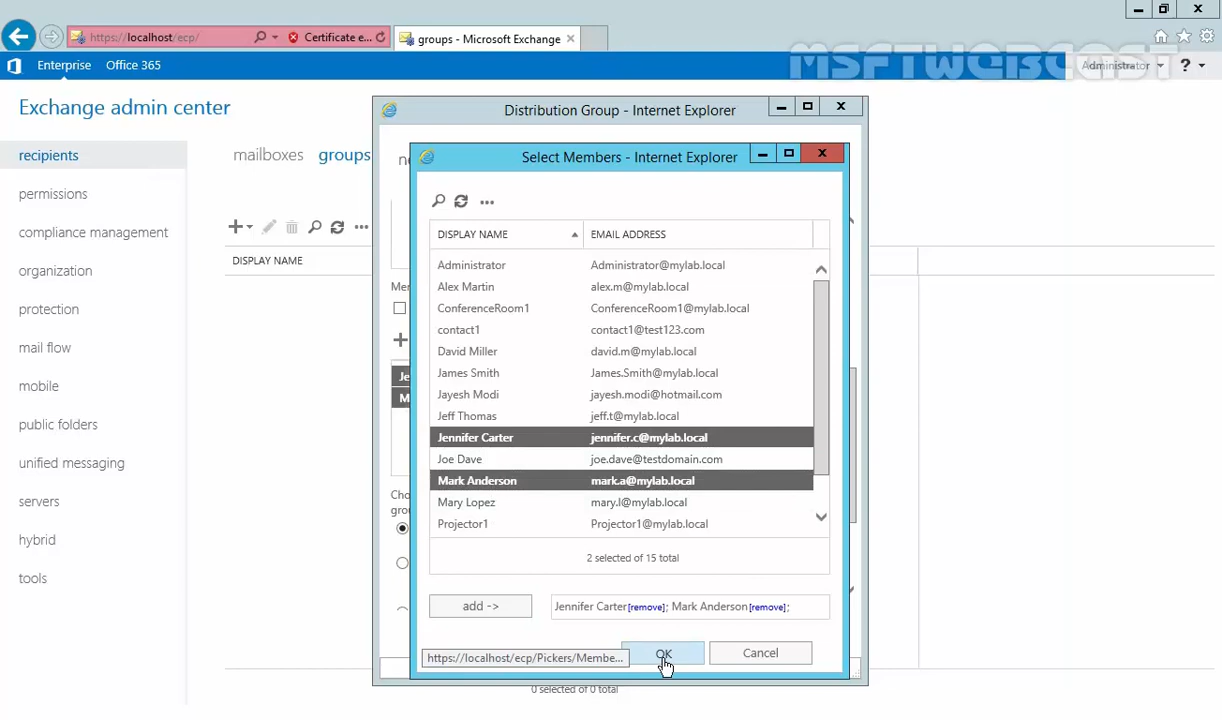 https://localhost/ecp/
Certificate e...
groups - Microsoft Exchange
Enterprise
Office 365
MSFTWEBCAST
Administrator
?
Exchange admin center
recipients
permissions
compliance management
organization
protection
mail flow
mobile
public folders
unified messaging
servers
hybrid
tools
mailboxes
groups
DISPLAY NAME
0 selected of 0 total
Distribution Group - Internet Explorer
Select Members - Internet Explorer
DISPLAY NAME EMAIL ADDRESS
Administrator Administrator@mylab.local
Alex Martin alex.m@mylab.local
ConferenceRoom1 ConferenceRoom1@mylab.local
contact1 contact1@test123.com
David Miller david.m@mylab.local
James Smith James.Smith@mylab.local
Jayesh Modi jayesh.modi@hotmail.com
Jeff Thomas jeff.t@mylab.local
Jennifer Carter jennifer.c@mylab.local
Joe Dave joe.dave@testdomain.com
Mark Anderson mark.a@mylab.local
Mary Lopez mary.l@mylab.local
Projector1 Projector1@mylab.local
2 selected of 15 total
add -> Jennifer Carter[remove]; Mark Anderson[remove];
https://localhost/ecp/Pickers/Membe...
OK
Cancel